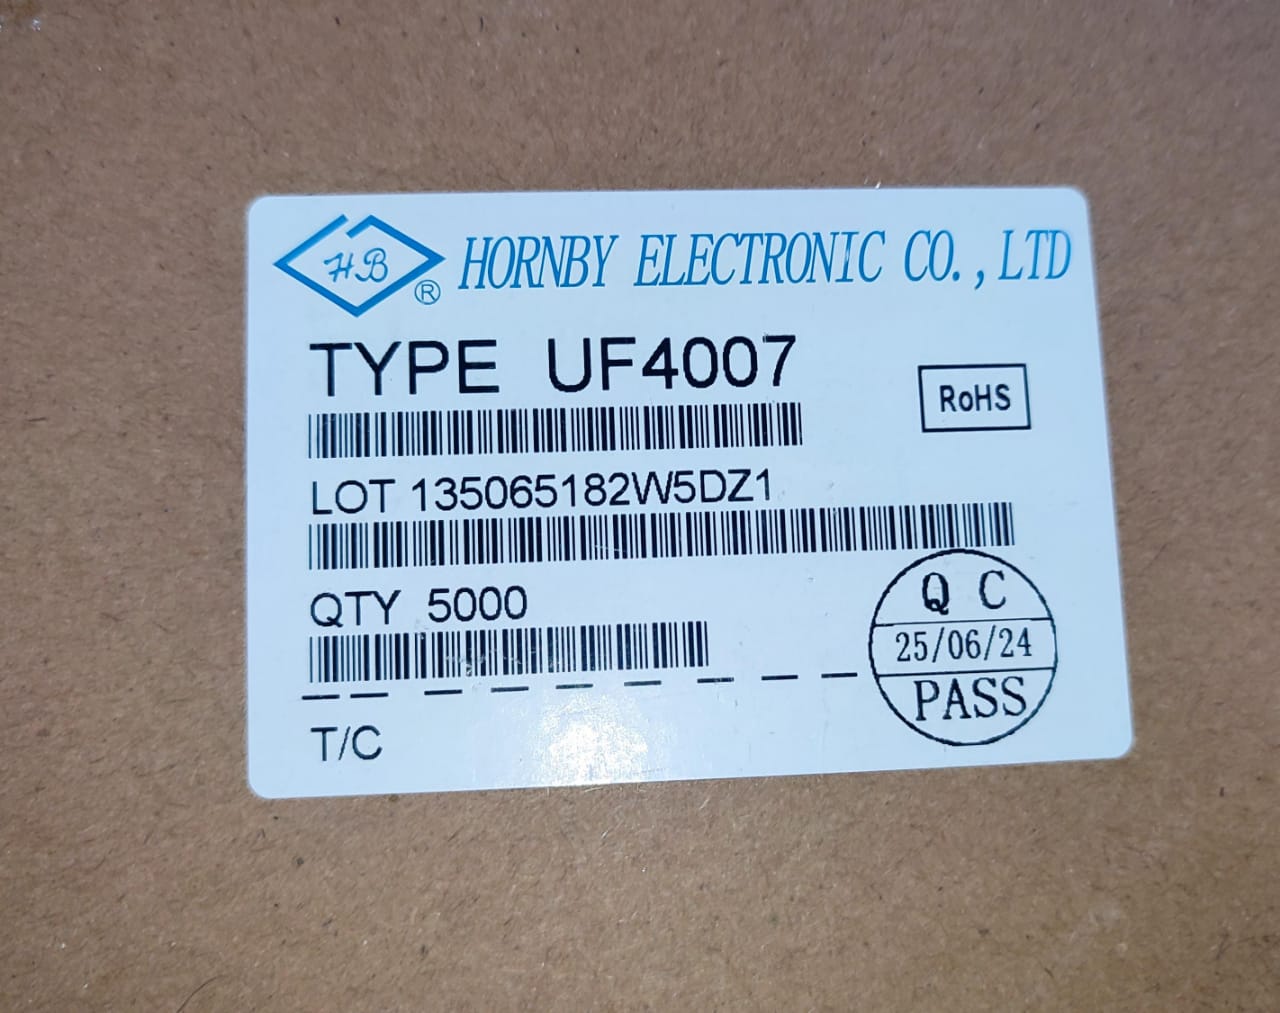 HB ®
HORNBY ELECTRONIC CO.,LTD
TYPE UF4007
RoHS
LOT 135065182W5DZ1
QTY 5000
Q C
25/06/24
PASS
T/C